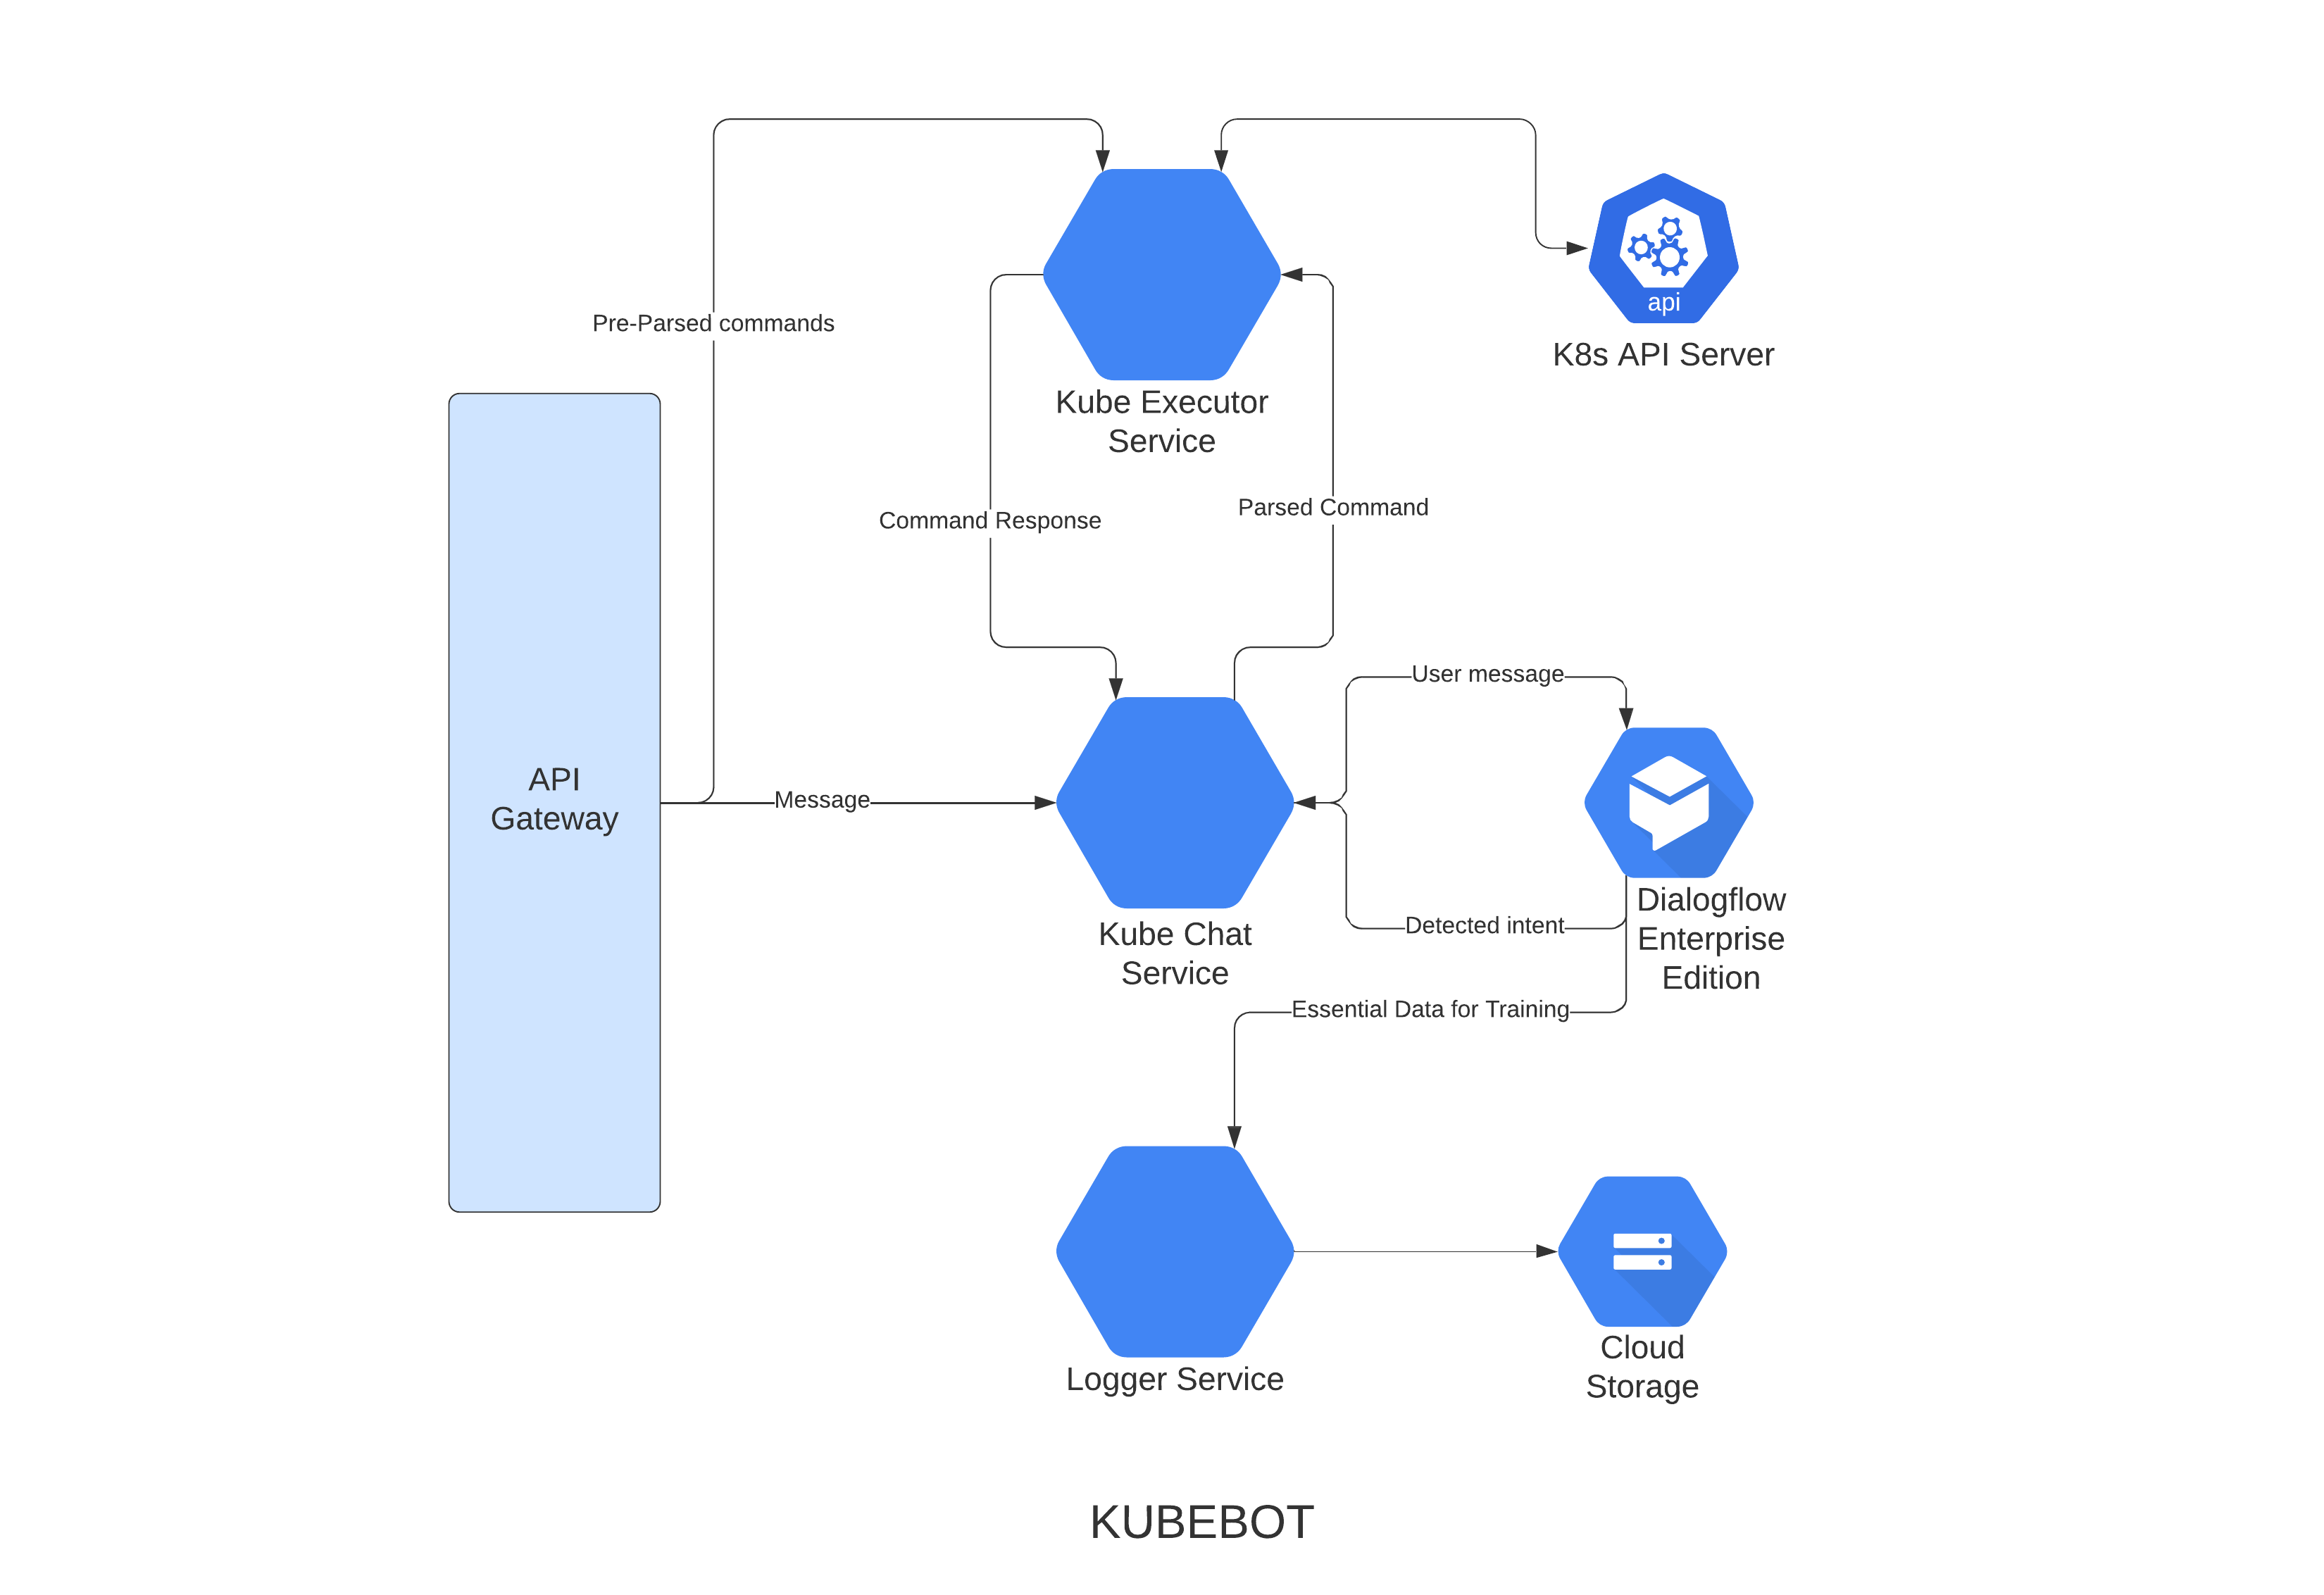 api
K8s API Server
Pre-Parsed commands
Kube Executor
Service
Command Response
Parsed Command
User message
API
Gateway
Message
Kube Chat
Service
Detected intent
Dialogflow
Enterprise
Edition
Essential Data for Training
Logger Service
Cloud
Storage
KUBEBOT